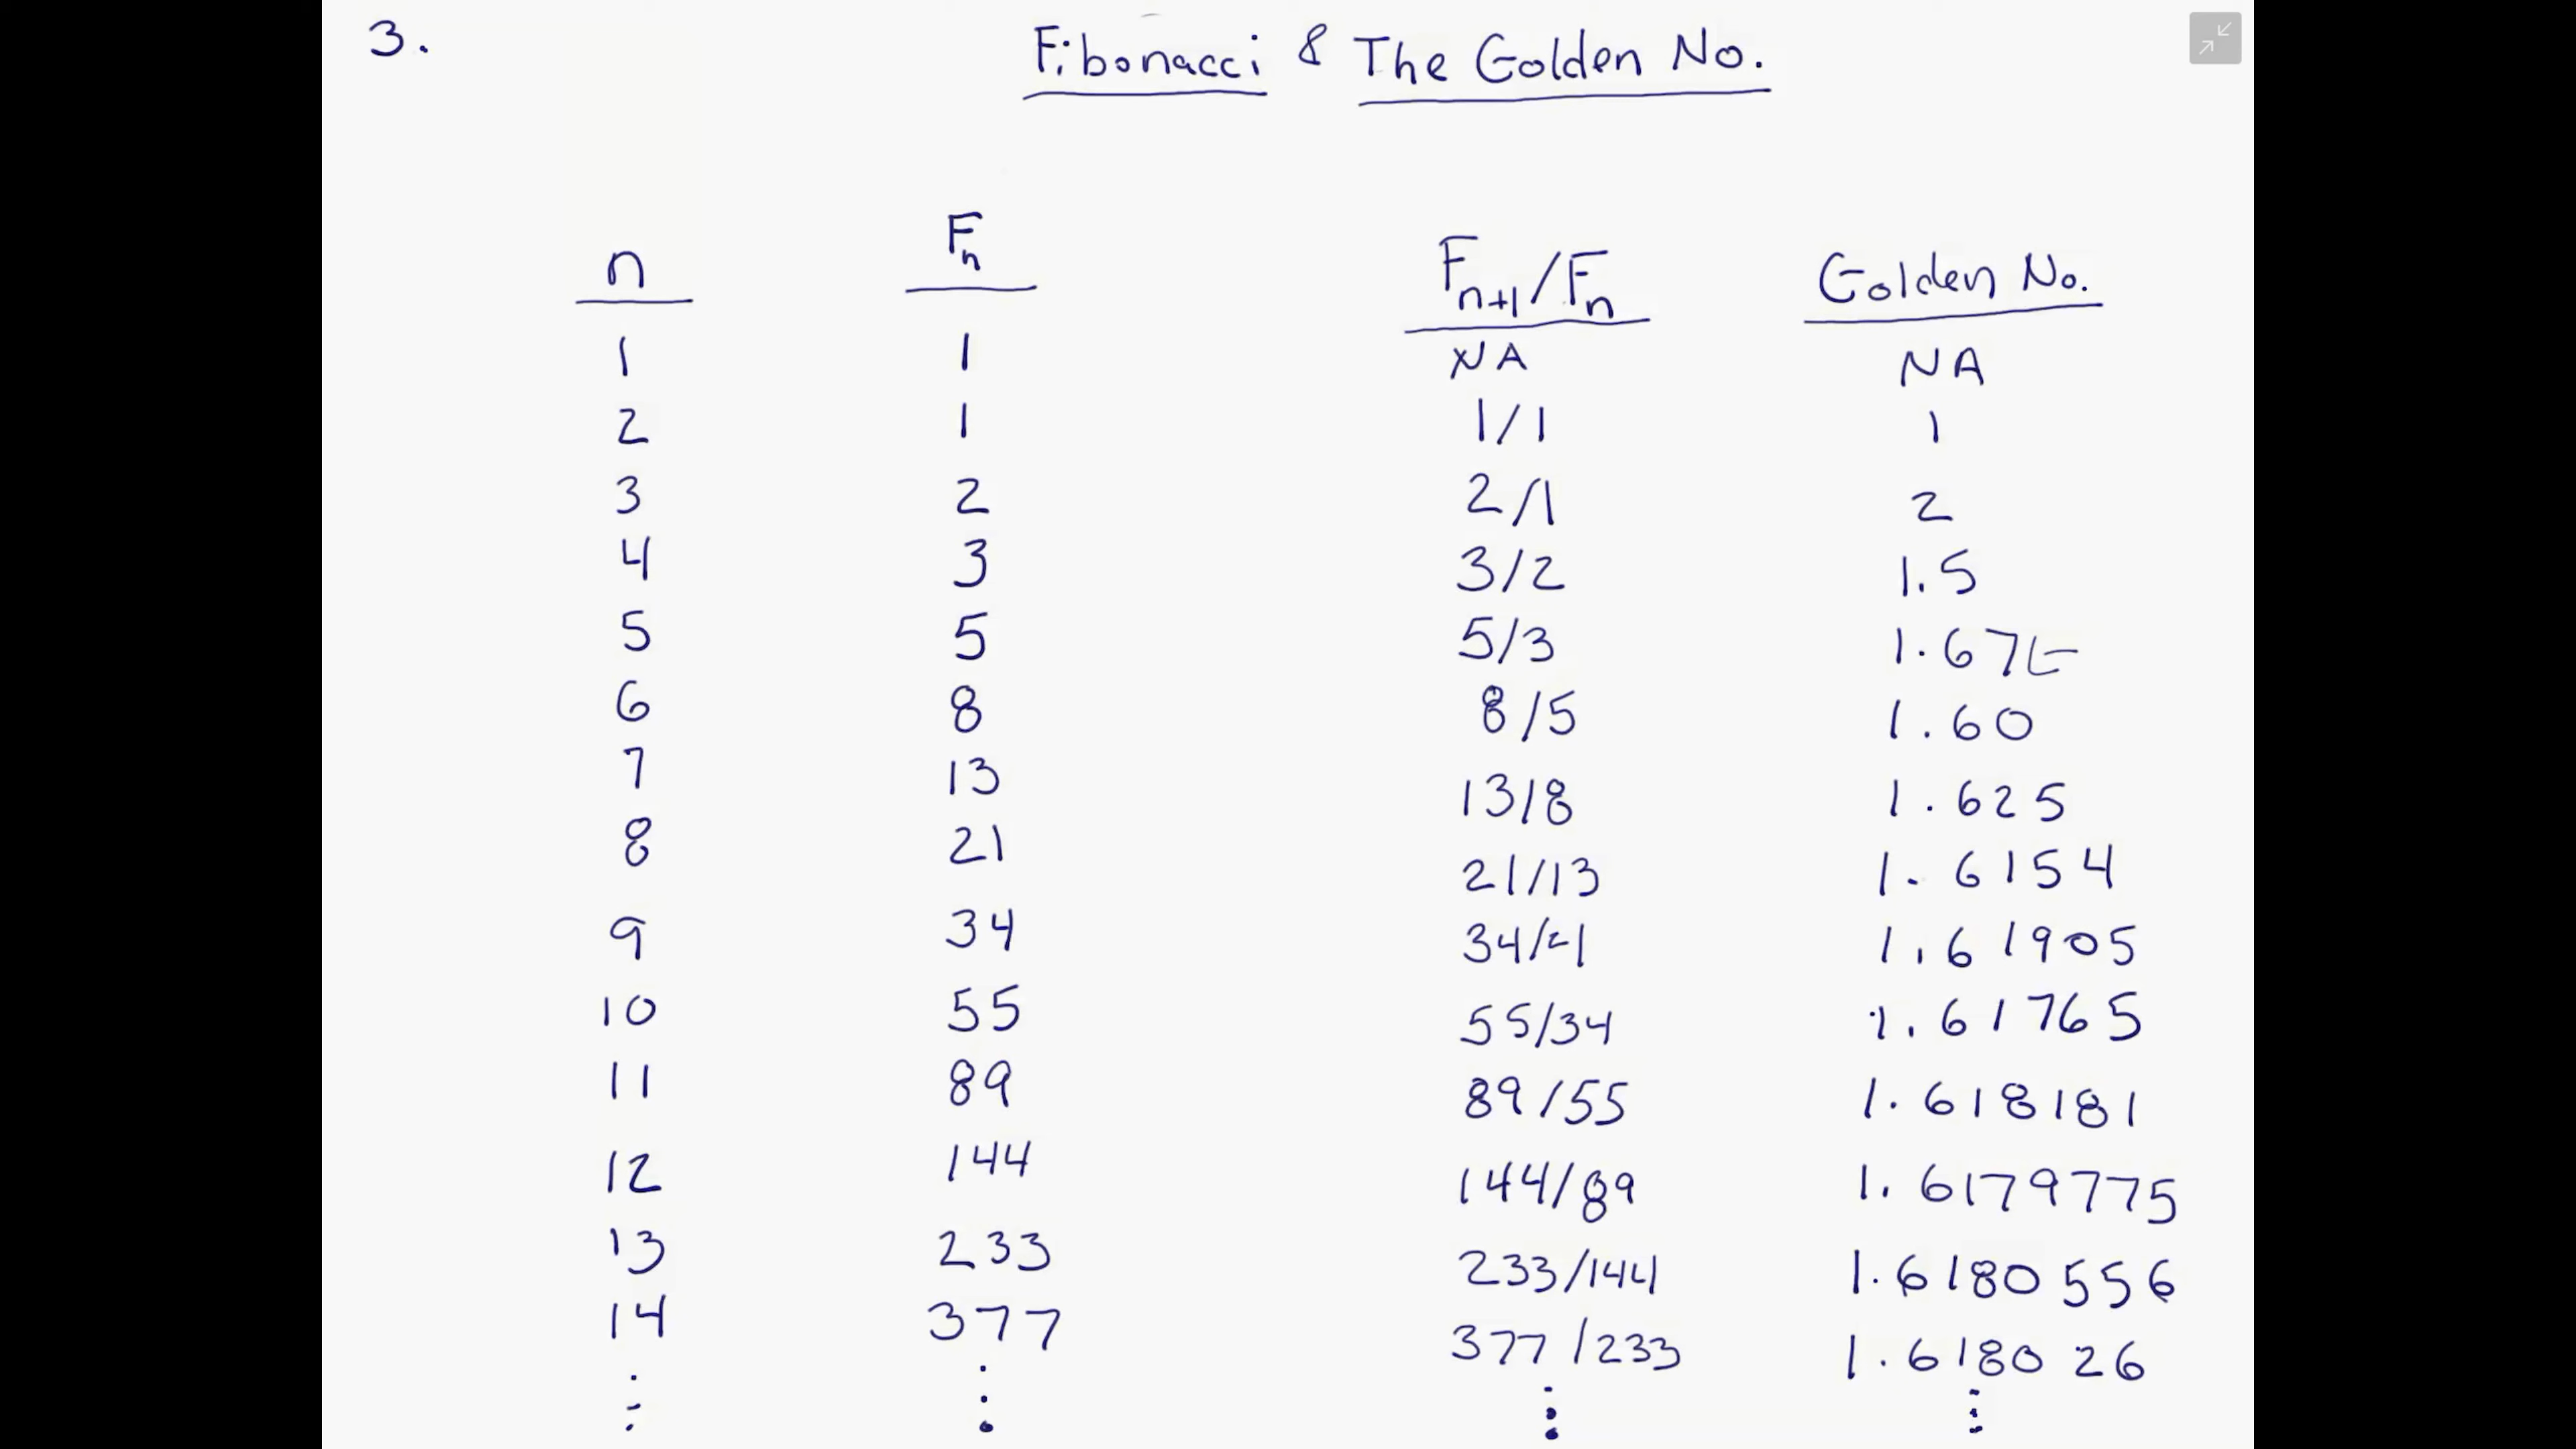 3. Fibonacci & The Golden No.
n Fn Fn+1/Fn Golden No.
1 1 NA NA
2 1 1/1 1
3 2 2/1 2
4 3 3/2 1.5
5 5 5/3 1.67
6 8 8/5 1.60
7 13 13/8 1.625
8 21 21/13 1.6154
9 34 34/21 1.61905
10 55 55/34 1.61765
11 89 89/55 1.618181
12 144 144/89 1.6179775
13 233 233/144 1.6180556
14 377 377/233 1.618026
⋮ ⋮ ⋮ ⋮